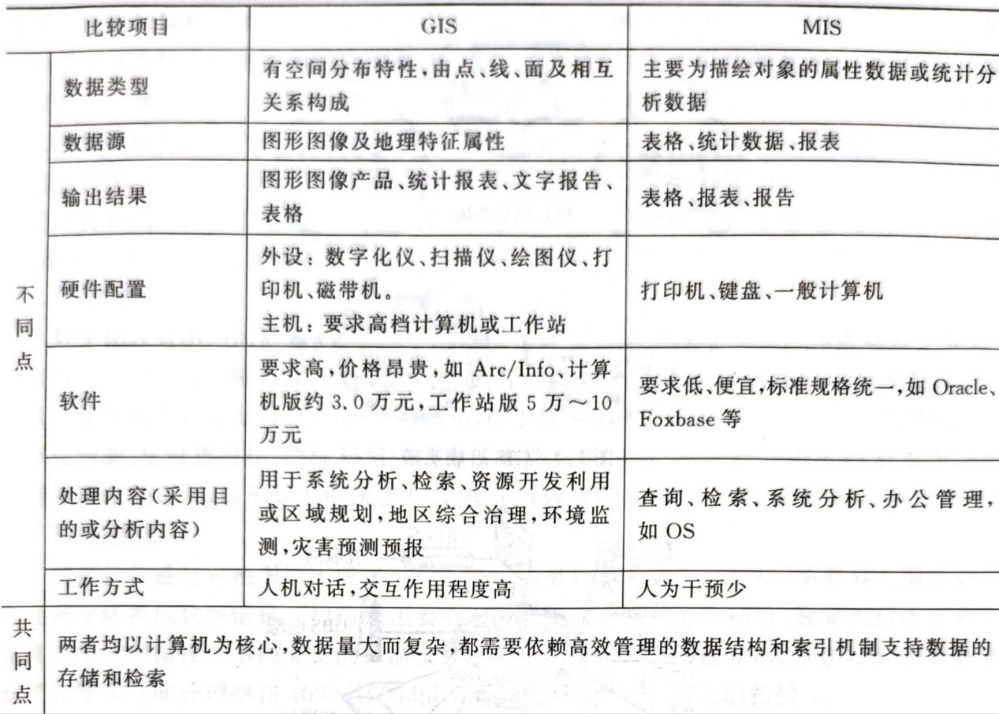 比较项目 GIS MIS
不同点
数据类型
有空间分布特性,由点、线、面及相互
关系构成
主要为描绘对象的属性数据或统计分
析数据
数据源
图形图像及地理特征属性
表格、统计数据、报表
输出结果
图形图像产品、统计报表、文字报告、
表格
表格、报表、报告
硬件配置
外设：数字化仪、扫描仪、绘图仪、打
印机、磁带机。
主机：要求高档计算机或工作站
打印机、键盘、一般计算机
软件
要求高,价格昂贵,如 Arc/Info、计算
机版约 3.0 万元,工作站版 5 万～10
万元
要求低、便宜,标准规格统一,如 Oracle、
Foxbase 等
处理内容(采用目
的或分析内容)
用于系统分析、检索、资源开发利用
或区域规划,地区综合治理,环境监
测,灾害预测预报
查询、检索、系统分析、办公管理,
如 OS
工作方式
人机对话,交互作用程度高
人为干预少
共同点
两者均以计算机为核心,数据量大而复杂,都需要依赖高效管理的数据结构和索引机制支持数据的
存储和检索